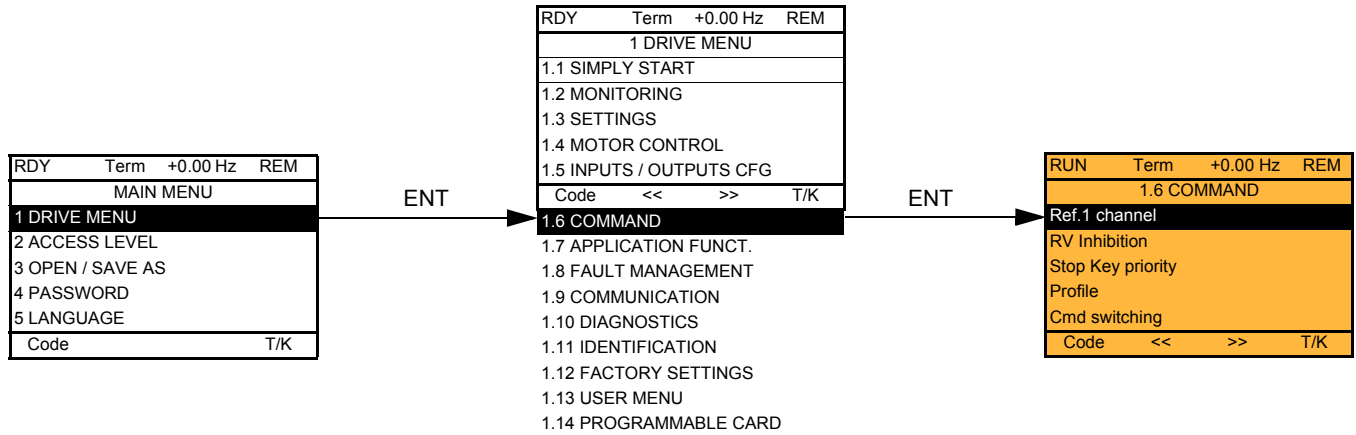 RDY Term +0.00 Hz REM
MAIN MENU
1 DRIVE MENU
2 ACCESS LEVEL
3 OPEN / SAVE AS
4 PASSWORD
5 LANGUAGE
Code T/K
ENT
RDY Term +0.00 Hz REM
1 DRIVE MENU
1.1 SIMPLY START
1.2 MONITORING
1.3 SETTINGS
1.4 MOTOR CONTROL
1.5 INPUTS / OUTPUTS CFG
Code << >> T/K
1.6 COMMAND
1.7 APPLICATION FUNCT.
1.8 FAULT MANAGEMENT
1.9 COMMUNICATION
1.10 DIAGNOSTICS
1.11 IDENTIFICATION
1.12 FACTORY SETTINGS
1.13 USER MENU
1.14 PROGRAMMABLE CARD
ENT
RUN Term +0.00 Hz REM
1.6 COMMAND
Ref.1 channel
RV Inhibition
Stop Key priority
Profile
Cmd switching
Code << >> T/K